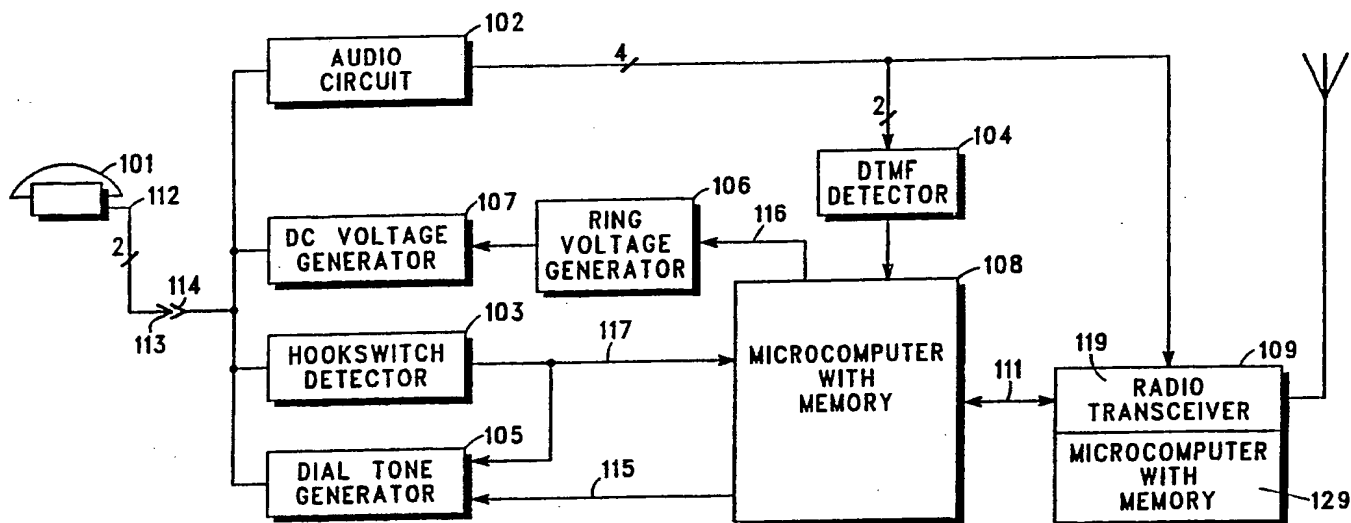 102
AUDIO
CIRCUIT
4
2
101
112
2
104
DTMF
DETECTOR
107
DC VOLTAGE
GENERATOR
106
RING
VOLTAGE
GENERATOR
116
108
MICROCOMPUTER
WITH
MEMORY
114
113
103
HOOKSWITCH
DETECTOR
117
111
119
109
RADIO
TRANSCEIVER
MICROCOMPUTER
WITH
MEMORY
129
105
DIAL TONE
GENERATOR
115